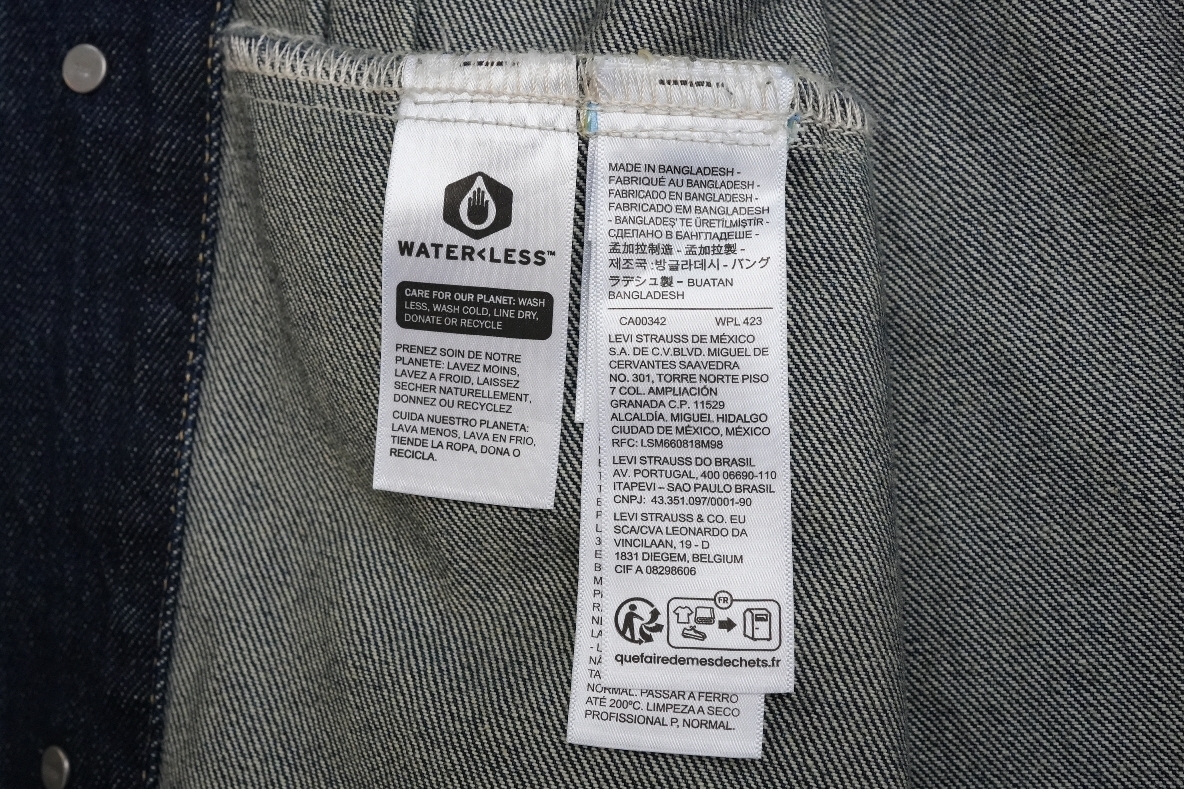 WATER<LESS™
CARE FOR OUR PLANET: WASH
LESS, WASH COLD, LINE DRY,
DONATE OR RECYCLE
PRENEZ SOIN DE NOTRE
PLANETE: LAVEZ MOINS,
LAVEZ A FROID, LAISSEZ
SECHER NATURELLEMENT,
DONNEZ OU RECYCLEZ
CUIDA NUESTRO PLANETA:
LAVA MENOS, LAVA EN FRIO,
TIENDE LA ROPA, DONA O
RECICLA.
MADE IN BANGLADESH -
FABRIQUÉ AU BANGLADESH -
FABRICADO EN BANGLADESH -
FABRICADO EM BANGLADESH
- BANGLADEŞ' TE ÜRETİLMİŞTİR -
СДЕЛАНО В БАНГЛАДЕШЕ -
孟加拉制造 - 孟加拉製 -
제조국 :방글라데시 - バング
ラデシュ製 – BUATAN
BANGLADESH
CA00342 WPL 423
LEVI STRAUSS DE MÉXICO
S.A. DE C.V.BLVD. MIGUEL DE
CERVANTES SAAVEDRA
NO. 301, TORRE NORTE PISO
7 COL. AMPLIACIÓN
GRANADA C.P. 11529
ALCALDÍA. MIGUEL HIDALGO
CIUDAD DE MÉXICO, MÉXICO
RFC: LSM660818M98
LEVI STRAUSS DO BRASIL
AV. PORTUGAL, 400 06690-110
ITAPEVI – SAO PAULO BRASIL
CNPJ: 43.351.097/0001-90
LEVI STRAUSS & CO. EU
SCA/CVA LEONARDO DA
VINCILAAN, 19 - D
1831 DIEGEM, BELGIUM
CIF A 08298606
FR
quefairedemesdechets.fr
NORMAL. PASSAR A FERRO
ATÉ 200ºC. LIMPEZA A SECO
PROFISSIONAL P, NORMAL.